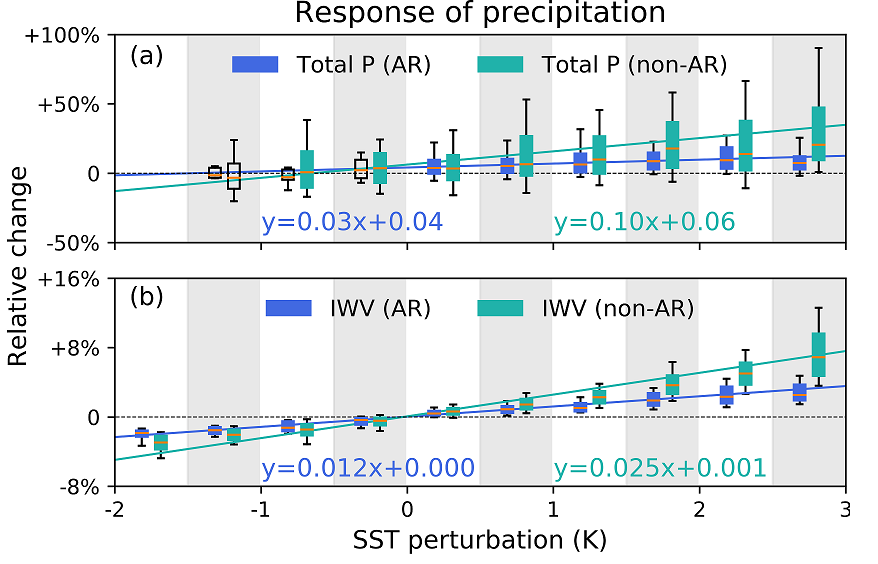 Response of precipitation
+100%
(a)
Total P (AR)
Total P (non-AR)
+50%
0
y=0.03x+0.04
y=0.10x+0.06
-50%
Relative change
+16%
(b)
IWV (AR)
IWV (non-AR)
+8%
0
y=0.012x+0.000
y=0.025x+0.001
-8%
-2 -1 0 1 2 3
SST perturbation (K)